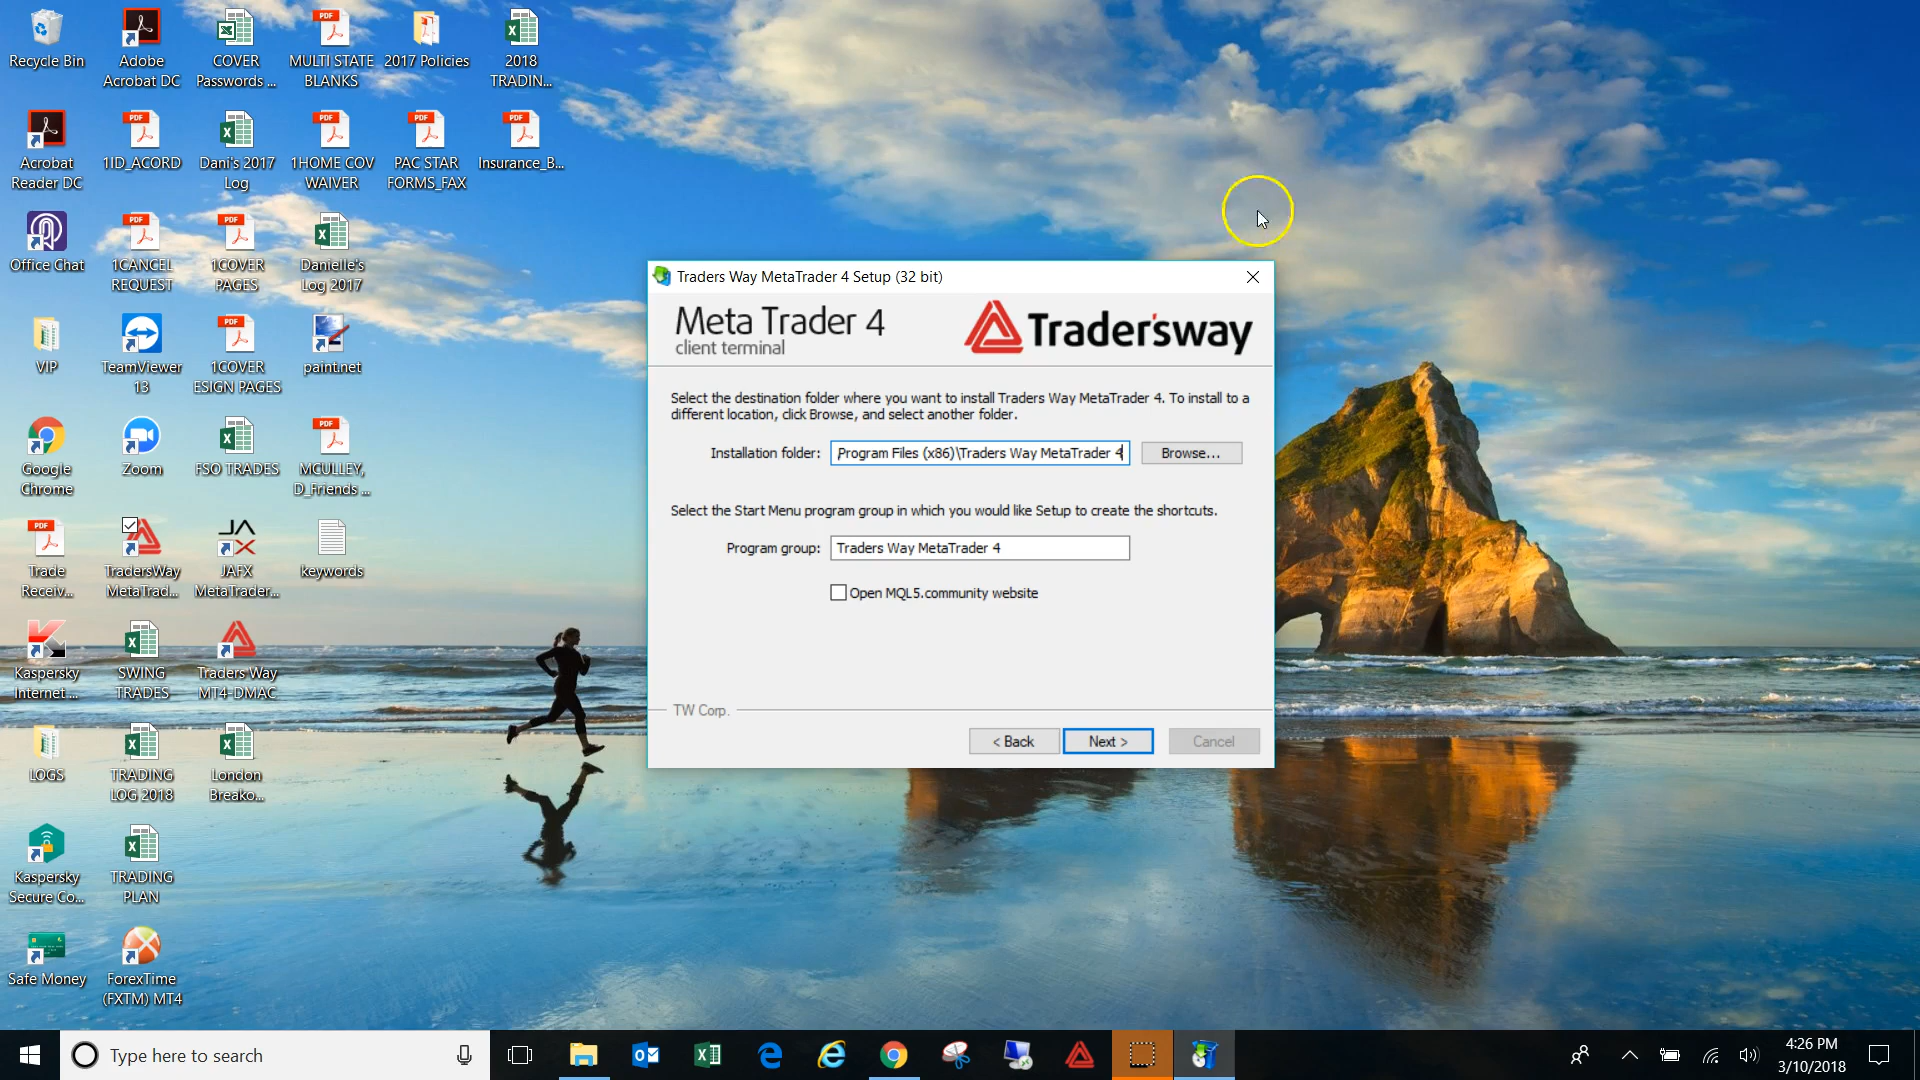 Recycle Bin
Adobe
Acrobat DC
COVER
Passwords ...
MULTI STATE
BLANKS
2017 Policies
2018
TRADIN...
Acrobat
Reader DC
1ID_ACORD
Dani's 2017
Log
1HOME COV
WAIVER
PAC STAR
FORMS_FAX
Insurance_B...
Office Chat
1CANCEL
REQUEST
1COVER
PAGES
Danielle's
Log 2017
VIP
TeamViewer
13
1COVER
ESIGN PAGES
paint.net
Google
Chrome
Zoom
FSO TRADES
MCULLEY,
D_Friends ...
Trade
Receiv...
TradersWay
MetaTrad...
JAFX
MetaTrader...
keywords
Kaspersky
Internet ...
SWING
TRADES
Traders Way
MT4-DMAC
LOGS
TRADING
LOG 2018
London
Breako...
Kaspersky
Secure Co...
TRADING
PLAN
Safe Money
ForexTime
(FXTM) MT4
Traders Way MetaTrader 4 Setup (32 bit)
Meta Trader 4
client terminal
Trader'sway
Select the destination folder where you want to install Traders Way MetaTrader 4. To install to a
different location, click Browse, and select another folder.
Installation folder: Program Files (x86)\Traders Way MetaTrader 4 Browse...
Select the Start Menu program group in which you would like Setup to create the shortcuts.
Program group: Traders Way MetaTrader 4
Open MQL5.community website
TW Corp.
< Back Next > Cancel
Type here to search
4:26 PM
3/10/2018